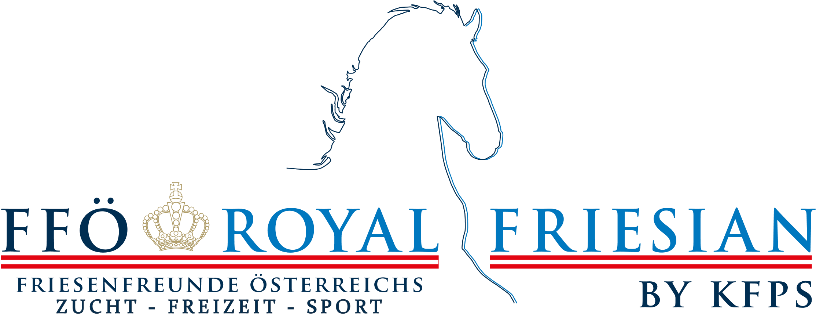 FFÖ ROYAL FRIESIAN
FRIESENFREUNDE ÖSTERREICHS
ZUCHT - FREIZEIT - SPORT
BY KFPS